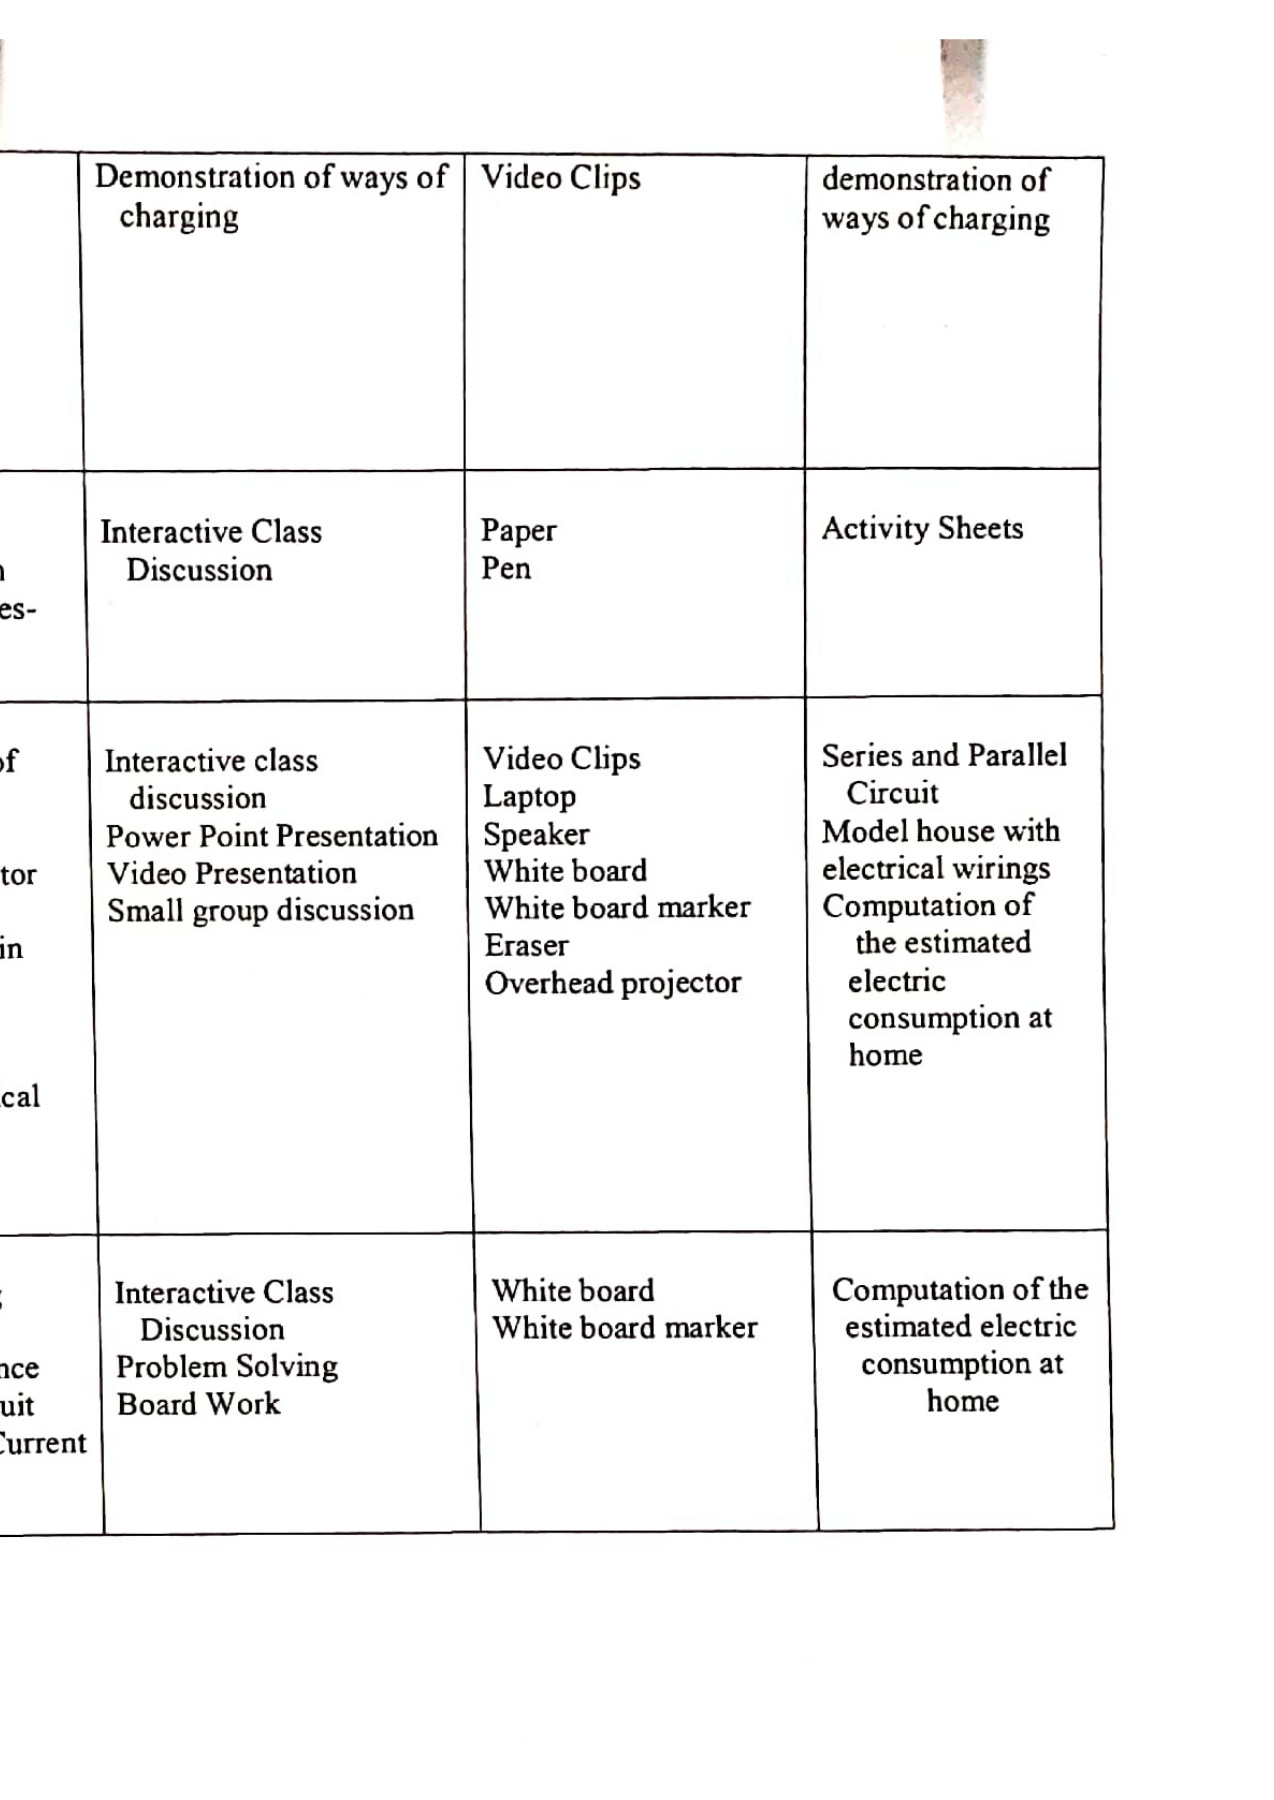 Demonstration of ways of
charging
Video Clips
demonstration of
ways of charging
es-
Interactive Class
Discussion
Paper
Pen
Activity Sheets
of
tor
in
cal
Interactive class
discussion
Power Point Presentation
Video Presentation
Small group discussion
Video Clips
Laptop
Speaker
White board
White board marker
Eraser
Overhead projector
Series and Parallel
Circuit
Model house with
electrical wirings
Computation of
the estimated
electric
consumption at
home
nce
uit
Current
Interactive Class
Discussion
Problem Solving
Board Work
White board
White board marker
Computation of the
estimated electric
consumption at
home